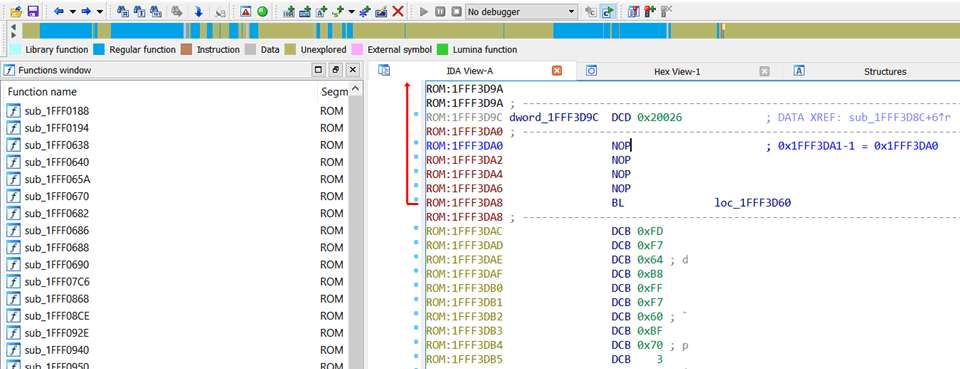 No debugger
Library function Regular function Instruction Data Unexplored External symbol Lumina function
Functions window
IDA View-A
Hex View-1
Structures
Function name Segm
sub_1FFF0188 ROM
sub_1FFF0194 ROM
sub_1FFF0638 ROM
sub_1FFF0640 ROM
sub_1FFF065A ROM
sub_1FFF0670 ROM
sub_1FFF0682 ROM
sub_1FFF0686 ROM
sub_1FFF0688 ROM
sub_1FFF0690 ROM
sub_1FFF07C6 ROM
sub_1FFF0868 ROM
sub_1FFF08CE ROM
sub_1FFF092E ROM
sub_1FFF0940 ROM
sub_1FFF0950 ROM
ROM:1FFF3D9A
ROM:1FFF3D9A ; ---------------------------------------------------------------
ROM:1FFF3D9C dword_1FFF3D9C DCD 0x20026 ; DATA XREF: sub_1FFF3D8C+6↑r
ROM:1FFF3DA0 ; ---------------------------------------------------------------
ROM:1FFF3DA0 NOP ; 0x1FFF3DA1-1 = 0x1FFF3DA0
ROM:1FFF3DA2 NOP
ROM:1FFF3DA4 NOP
ROM:1FFF3DA6 NOP
ROM:1FFF3DA8 BL loc_1FFF3D60
ROM:1FFF3DA8 ; ---------------------------------------------------------------
ROM:1FFF3DAC DCB 0xFD
ROM:1FFF3DAD DCB 0xF7
ROM:1FFF3DAE DCB 0x64 ; d
ROM:1FFF3DAF DCB 0xB8
ROM:1FFF3DB0 DCB 0xFF
ROM:1FFF3DB1 DCB 0xF7
ROM:1FFF3DB2 DCB 0x60 ; `
ROM:1FFF3DB3 DCB 0xBF
ROM:1FFF3DB4 DCB 0x70 ; p
ROM:1FFF3DB5 DCB 3